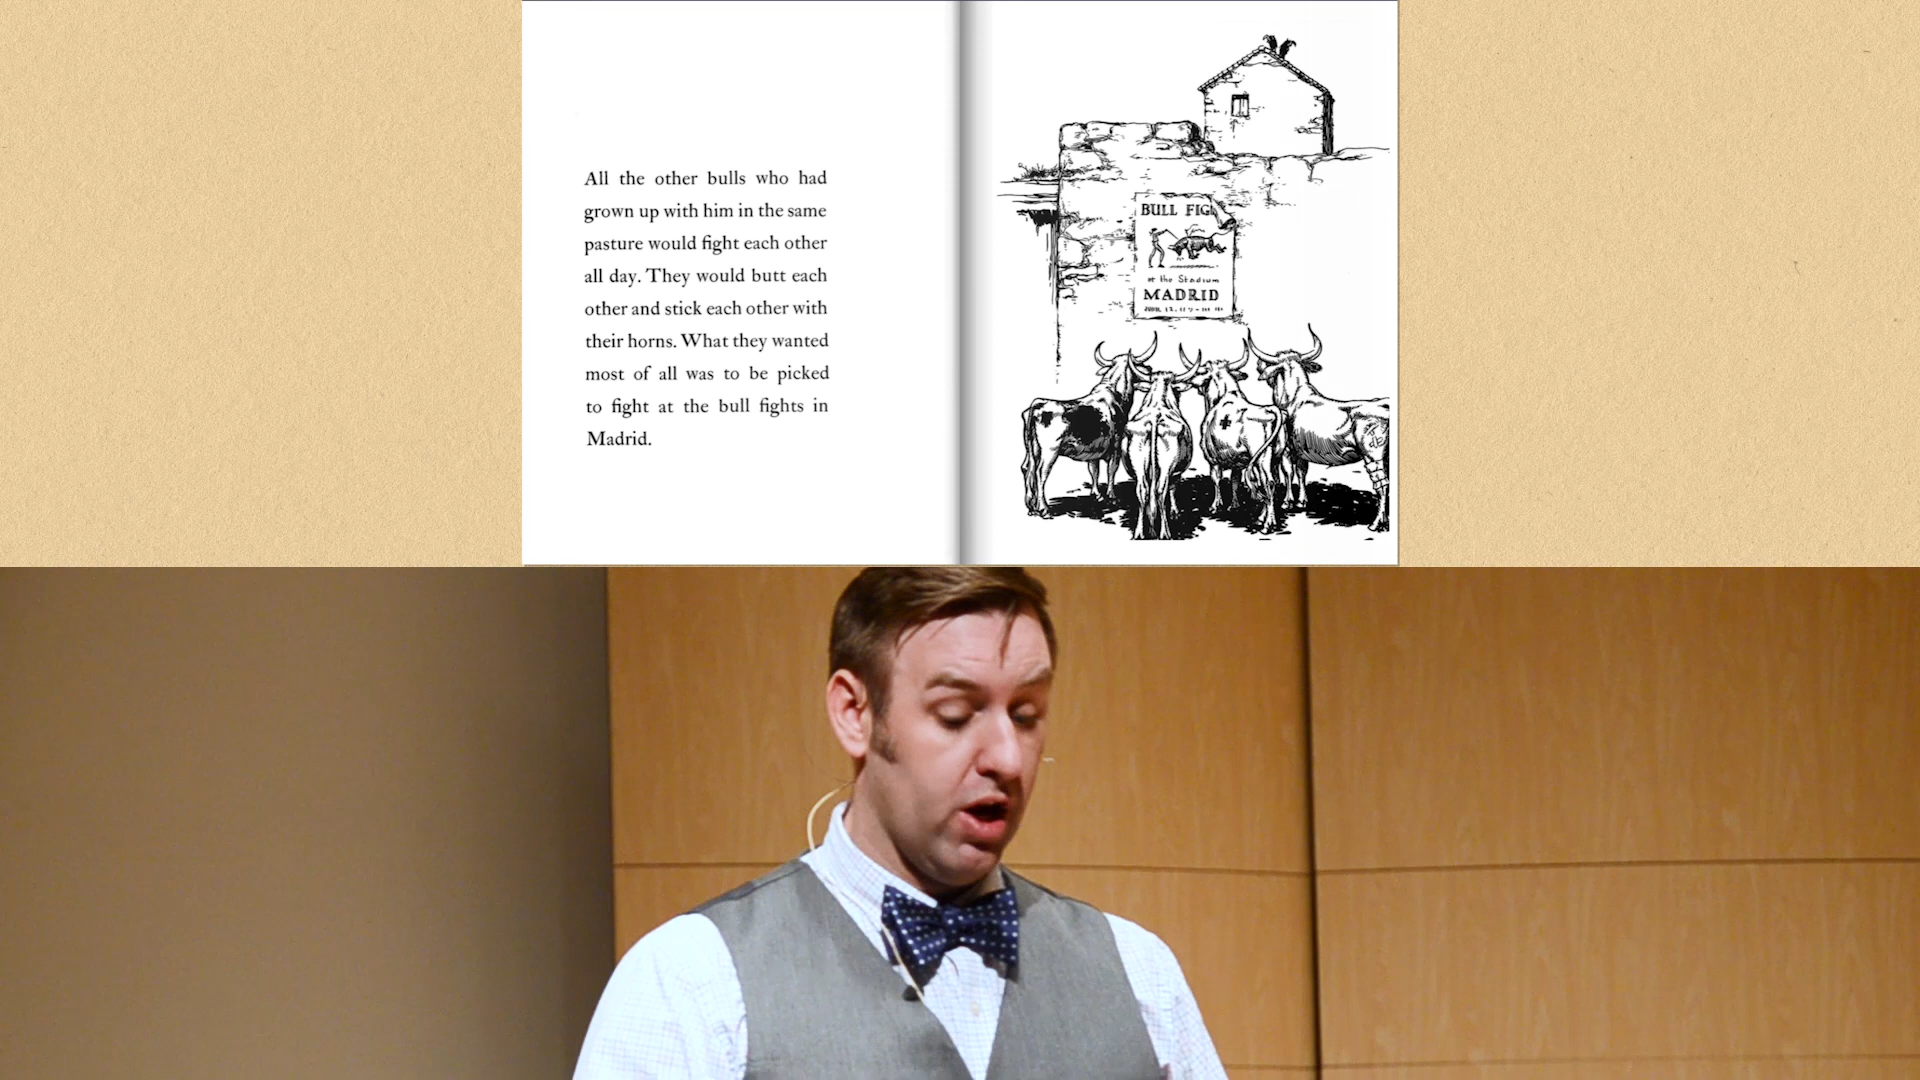 All the other bulls who had
grown up with him in the same
pasture would fight each other
all day. They would butt each
other and stick each other with
their horns. What they wanted
most of all was to be picked
to fight at the bull fights in
Madrid.
BULL FIG
at the Stadium
MADRID